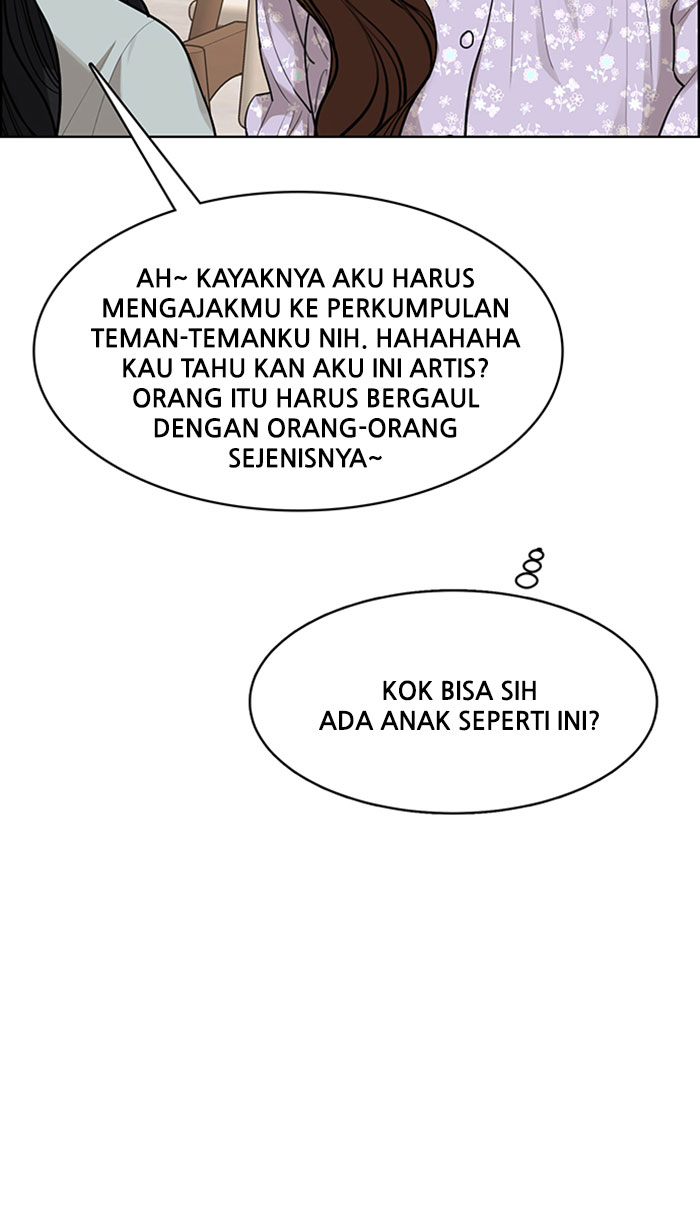 AH~ KAYAKNYA AKU HARUS
MENGAJAKMU KE PERKUMPULAN
TEMAN-TEMANKU NIH. HAHAHAHA
KAU TAHU KAN AKU INI ARTIS?
ORANG ITU HARUS BERGAUL
DENGAN ORANG-ORANG
SEJENISNYA~
KOK BISA SIH
ADA ANAK SEPERTI INI?